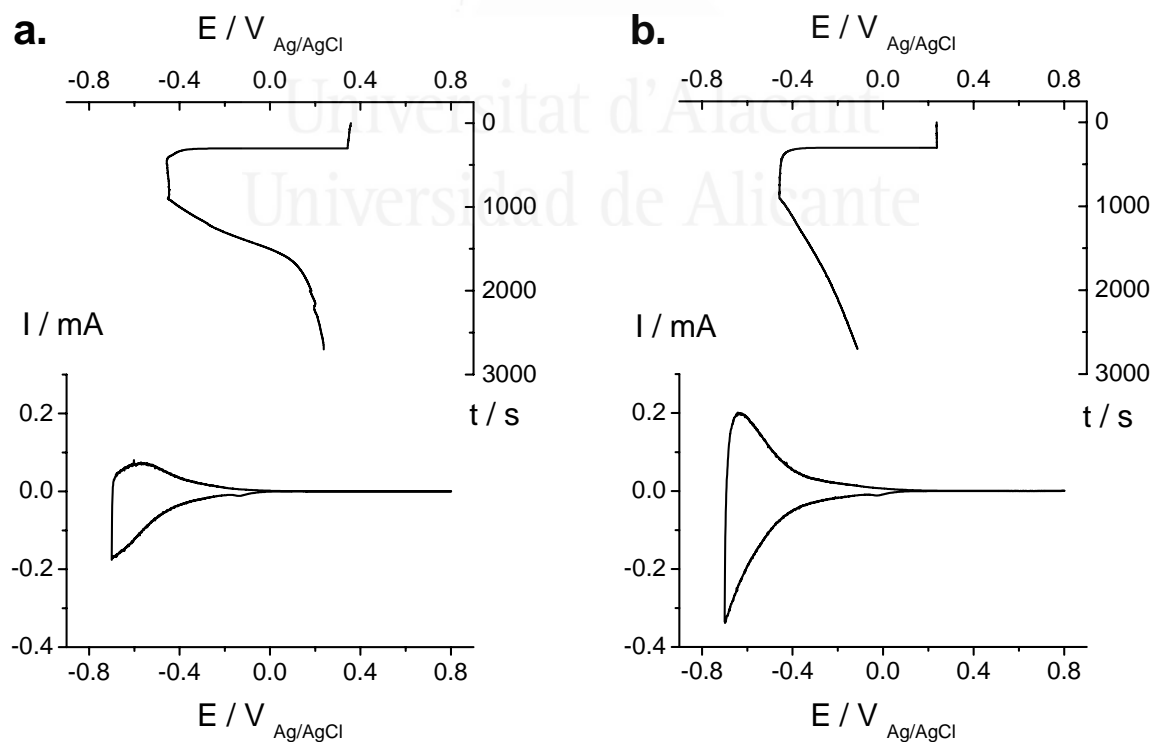 a.
E / V Ag/AgCl
-0.8 -0.4 0.0 0.4 0.8
0
1000
2000
3000
t / s
I / mA
0.2
0.0
-0.2
-0.4
-0.8 -0.4 0.0 0.4 0.8
E / V Ag/AgCl
b.
E / V Ag/AgCl
-0.8 -0.4 0.0 0.4 0.8
0
1000
2000
3000
t / s
I / mA
0.2
0.0
-0.2
-0.4
-0.8 -0.4 0.0 0.4 0.8
E / V Ag/AgCl
Universitat d'Alacant
Universidad de Alicante